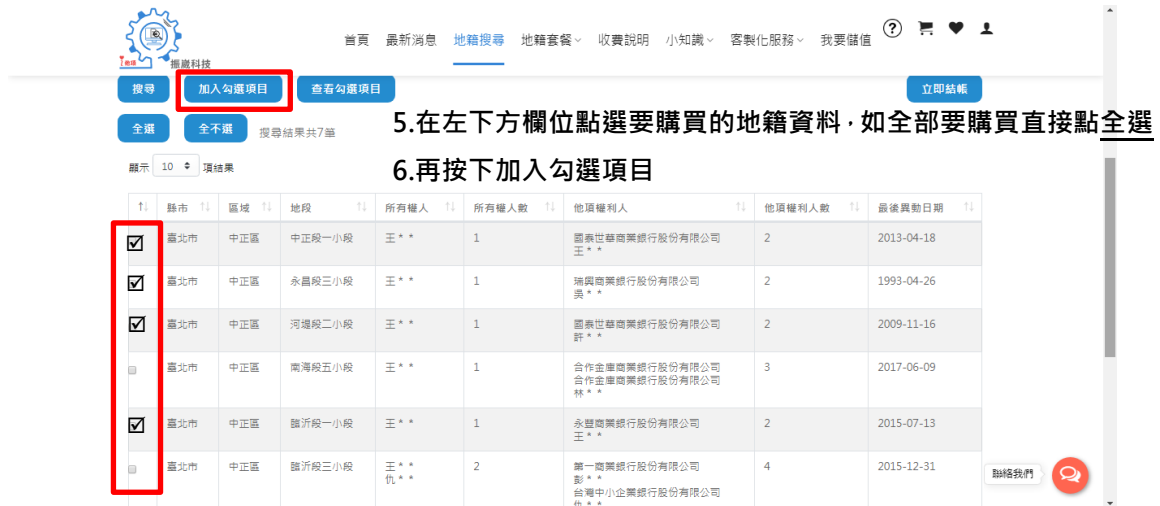 首頁 最新消息 地籍搜尋 地籍套餐 收費說明 小知識 客製化服務 我要儲值
振崴科技
搜尋 加入勾選項目 查看勾選項目 立即結帳
全選 全不選 搜尋結果共7筆
5.在左下方欄位點選要購買的地籍資料,如全部要購買直接點全選
6.再按下加入勾選項目
顯示 10 項結果
縣市 區域 地段 所有權人 所有權人數 他項權利人 他項權利人數 最後異動日期
臺北市 中正區 中正段一小段 王** 1 國泰世華商業銀行股份有限公司 2 2013-04-18
王**
臺北市 中正區 永昌段三小段 王** 1 瑞興商業銀行股份有限公司 2 1993-04-26
吳**
臺北市 中正區 河堤段二小段 王** 1 國泰世華商業銀行股份有限公司 2 2009-11-16
許**
臺北市 中正區 南海段五小段 王** 1 合作金庫商業銀行股份有限公司 3 2017-06-09
合作金庫商業銀行股份有限公司
林**
臺北市 中正區 臨沂段一小段 王** 1 永豐商業銀行股份有限公司 2 2015-07-13
王**
臺北市 中正區 臨沂段三小段 王** 2 第一商業銀行股份有限公司 4 2015-12-31
仇** 彭**
台灣中小企業銀行股份有限公司
仇**
聯絡我們